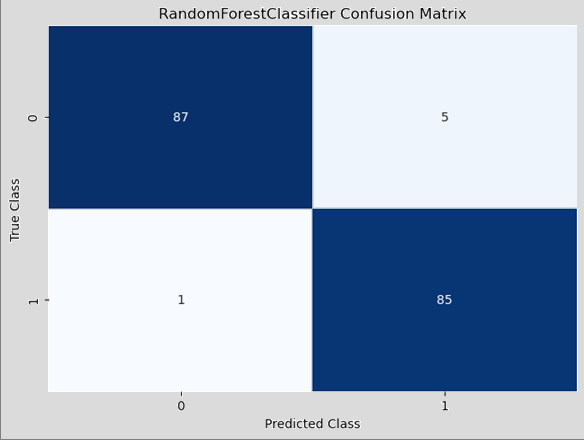 RandomForestClassifier Confusion Matrix
0
87
5
True Class
1
1
85
0
1
Predicted Class